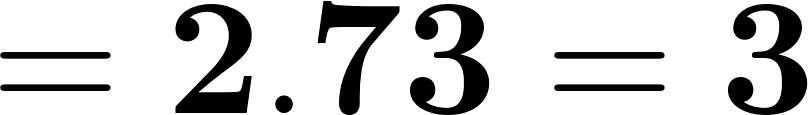 = 2.73 = 3